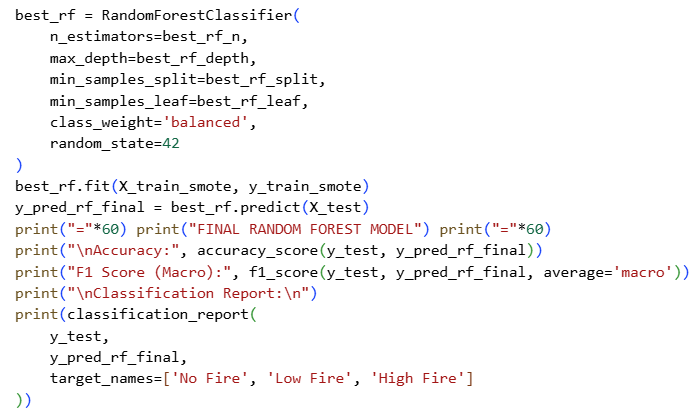 best_rf = RandomForestClassifier(
    n_estimators=best_rf_n,
    max_depth=best_rf_depth,
    min_samples_split=best_rf_split,
    min_samples_leaf=best_rf_leaf,
    class_weight='balanced',
    random_state=42
)
best_rf.fit(X_train_smote, y_train_smote)
y_pred_rf_final = best_rf.predict(X_test)
print("="*60) print("FINAL RANDOM FOREST MODEL") print("="*60)
print("\nAccuracy:", accuracy_score(y_test, y_pred_rf_final))
print("F1 Score (Macro):", f1_score(y_test, y_pred_rf_final, average='macro'))
print("\nClassification Report:\n")
print(classification_report(
    y_test,
    y_pred_rf_final,
    target_names=['No Fire', 'Low Fire', 'High Fire']
))